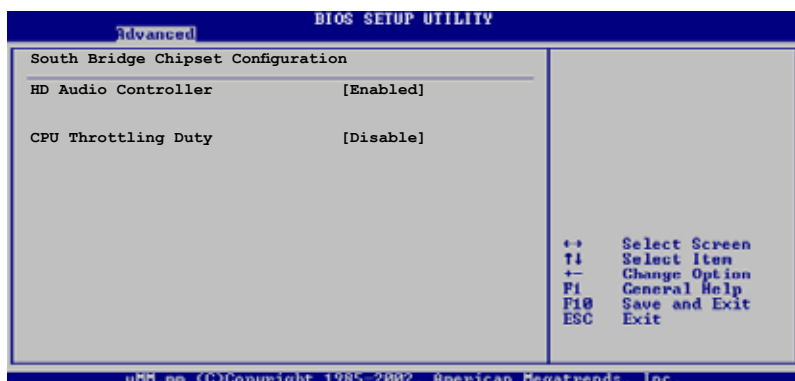 BIOS SETUP UTILITY
Advanced
South Bridge Chipset Configuration
HD Audio Controller [Enabled]
CPU Throttling Duty [Disable]
↔ Select Screen
↑↓ Select Item
+- Change Option
F1 General Help
F10 Save and Exit
ESC Exit
(C)Copyright 1985-2002, American Megatrends, Inc